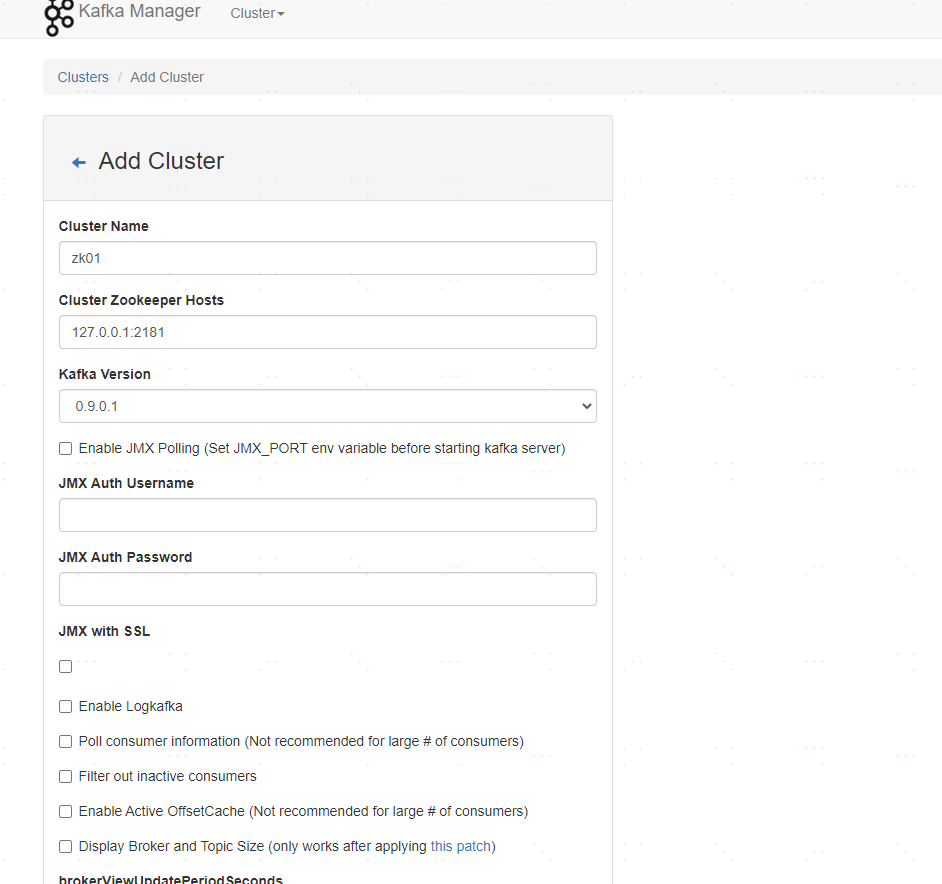 Kafka Manager Cluster
Clusters / Add Cluster
Add Cluster
Cluster Name
zk01
Cluster Zookeeper Hosts
127.0.0.1:2181
Kafka Version
0.9.0.1
Enable JMX Polling (Set JMX_PORT env variable before starting kafka server)
JMX Auth Username
JMX Auth Password
JMX with SSL
Enable Logkafka
Poll consumer information (Not recommended for large # of consumers)
Filter out inactive consumers
Enable Active OffsetCache (Not recommended for large # of consumers)
Display Broker and Topic Size (only works after applying this patch)
brokerViewUpdatePeriodSeconds